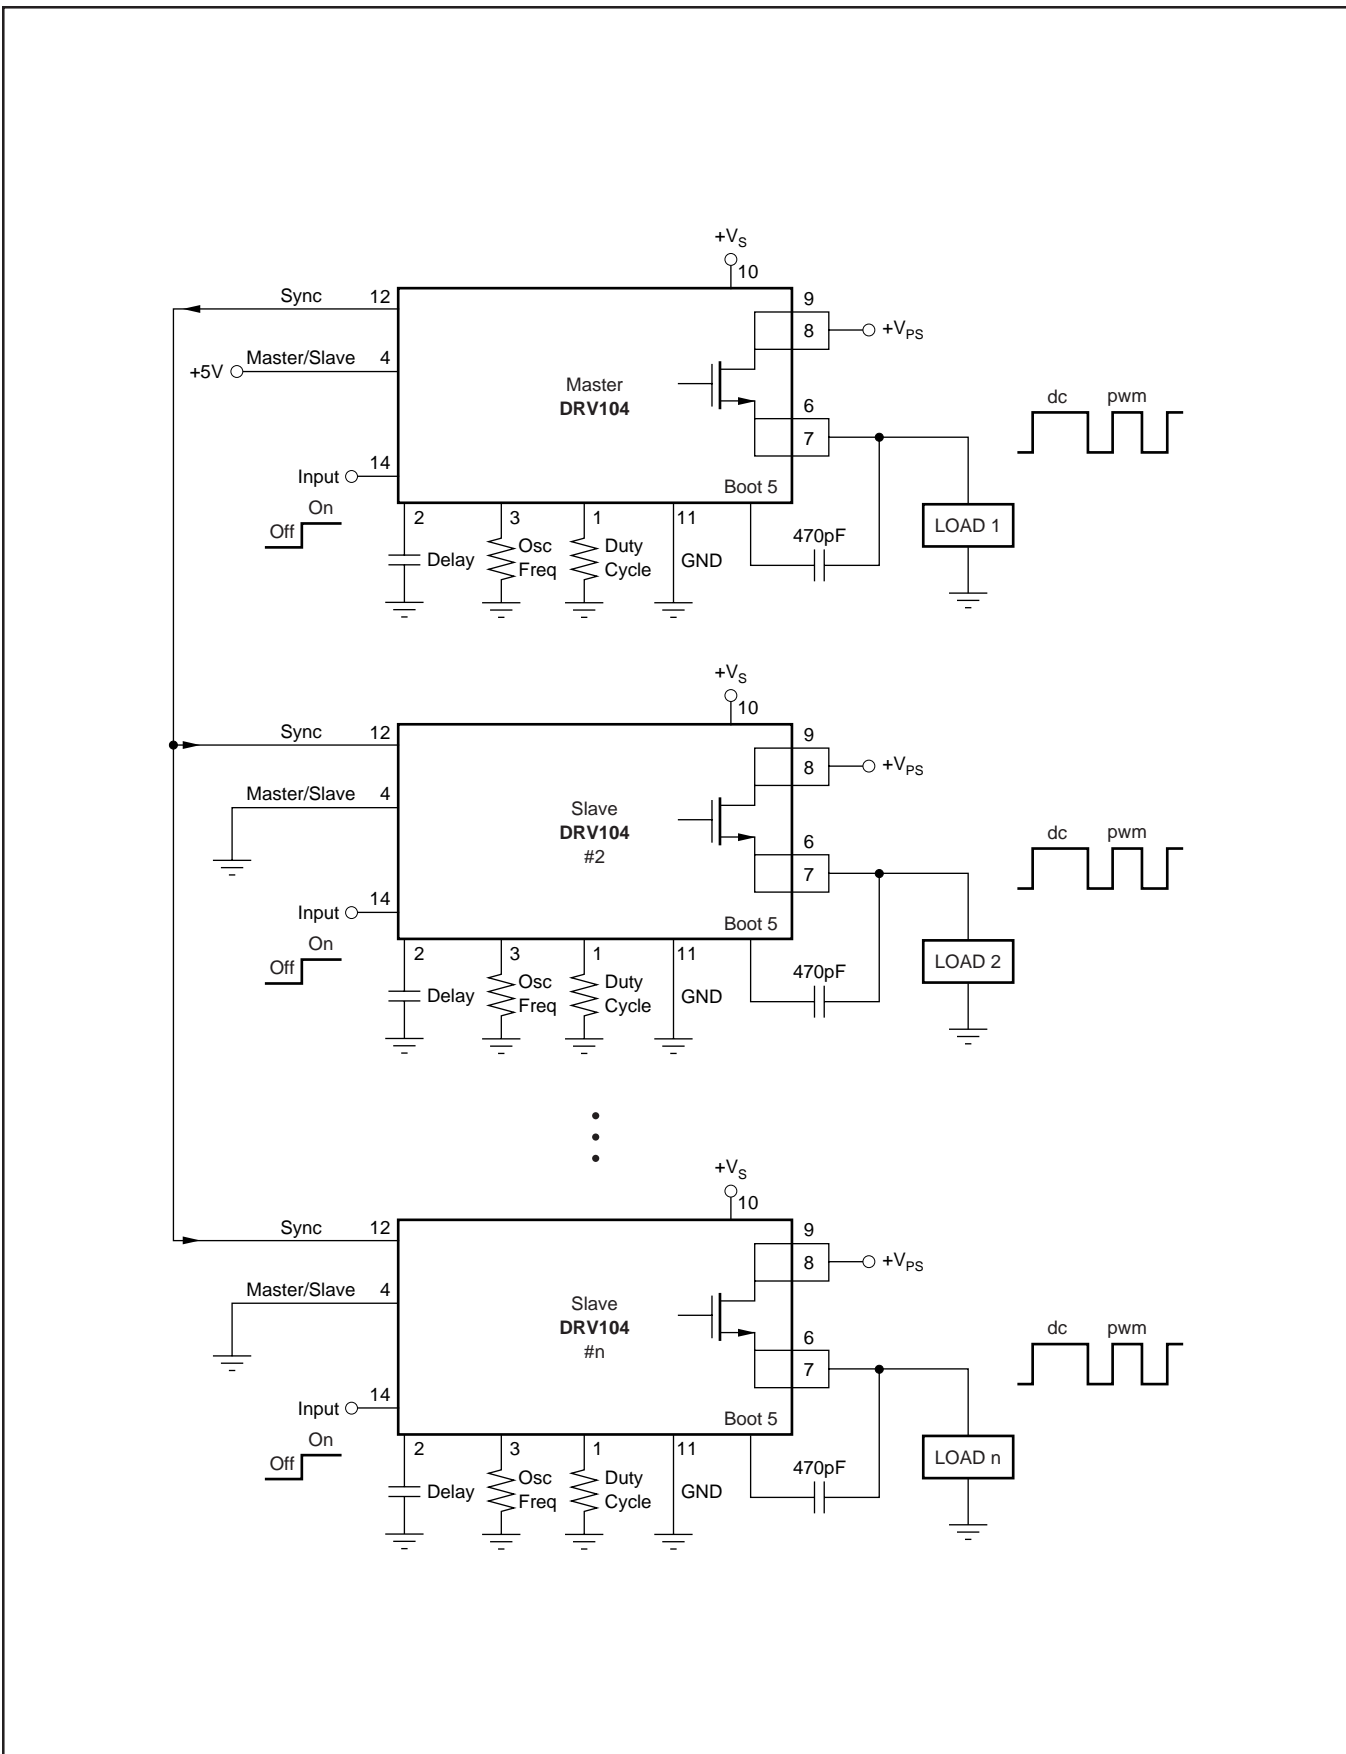 +VS
10
Sync 12
9
8 +VPS
+5V Master/Slave 4
Master
DRV104
6
7
dc pwm
Input 14
On
Off
Boot 5
2 3 1 11
Delay Osc
Freq Duty
Cycle GND
470pF
LOAD 1
+VS
10
Sync 12
9
8 +VPS
Master/Slave 4
Slave
DRV104
#2
6
7
dc pwm
Input 14
On
Off
Boot 5
2 3 1 11
Delay Osc
Freq Duty
Cycle GND
470pF
LOAD 2
+VS
10
Sync 12
9
8 +VPS
Master/Slave 4
Slave
DRV104
#n
6
7
dc pwm
Input 14
On
Off
Boot 5
2 3 1 11
Delay Osc
Freq Duty
Cycle GND
470pF
LOAD n